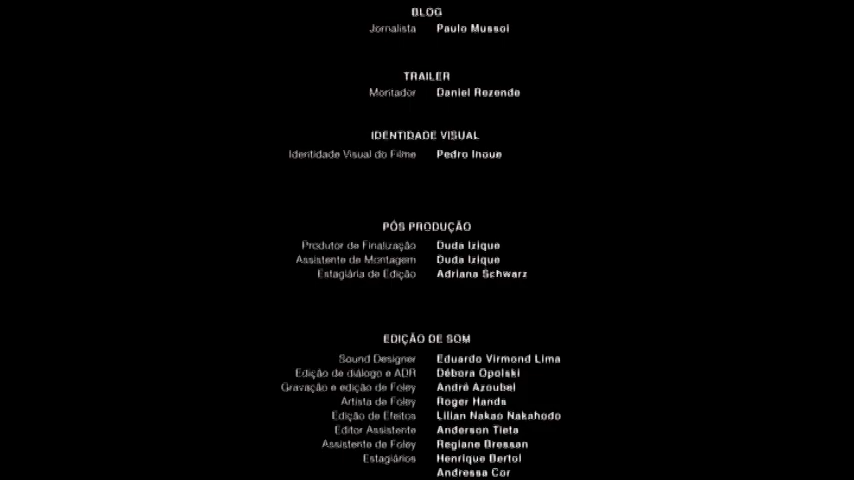 BLOG
Jornalista Paulo Mussoi
TRAILER
Montador Daniel Rezende
IDENTIDADE VISUAL
Identidade Visual do Filme Pedro Inoue
PÓS PRODUÇÃO
Produtor de Finalização Duda Izique
Assistente de Montagem Duda Izique
Estagiária de Edição Adriana Schwarz
EDIÇÃO DE SOM
Sound Designer Eduardo Virmond Lima
Edição de diálogo e ADR Débora Opolski
Gravação e edição de Foley André Azoubel
Artista de Foley Roger Hands
Edição de Efeitos Lilian Nakao Nakahodo
Editor Assistente Anderson Tieta
Assistente de Foley Regiane Bressan
Estagiários Henrique Bertol
Andressa Cor